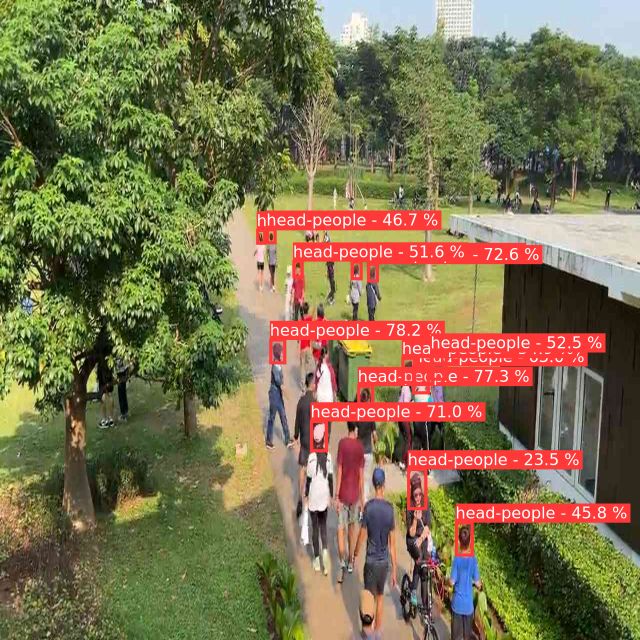 hhead-people - 46.7 %
head-people - 51.6 %
- 72.6 %
head-people - 78.2 %
head-people - 52.5 %
head-people - 77.3 %
head-people - 71.0 %
head-people - 23.5 %
head-people - 45.8 %